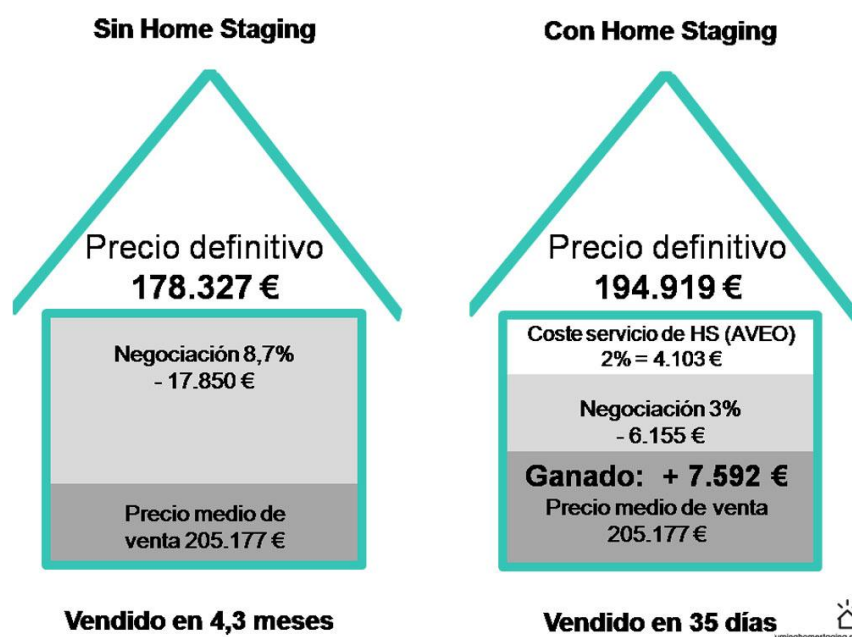 Sin Home Staging
Precio definitivo
178.327 €
Negociación 8,7%
- 17.850 €
Precio medio de
venta 205.177 €
Vendido en 4,3 meses
Con Home Staging
Precio definitivo
194.919 €
Coste servicio de HS (AVEO)
2% = 4.103 €
Negociación 3%
- 6.155 €
Ganado: + 7.592 €
Precio medio de venta
205.177 €
Vendido en 35 días